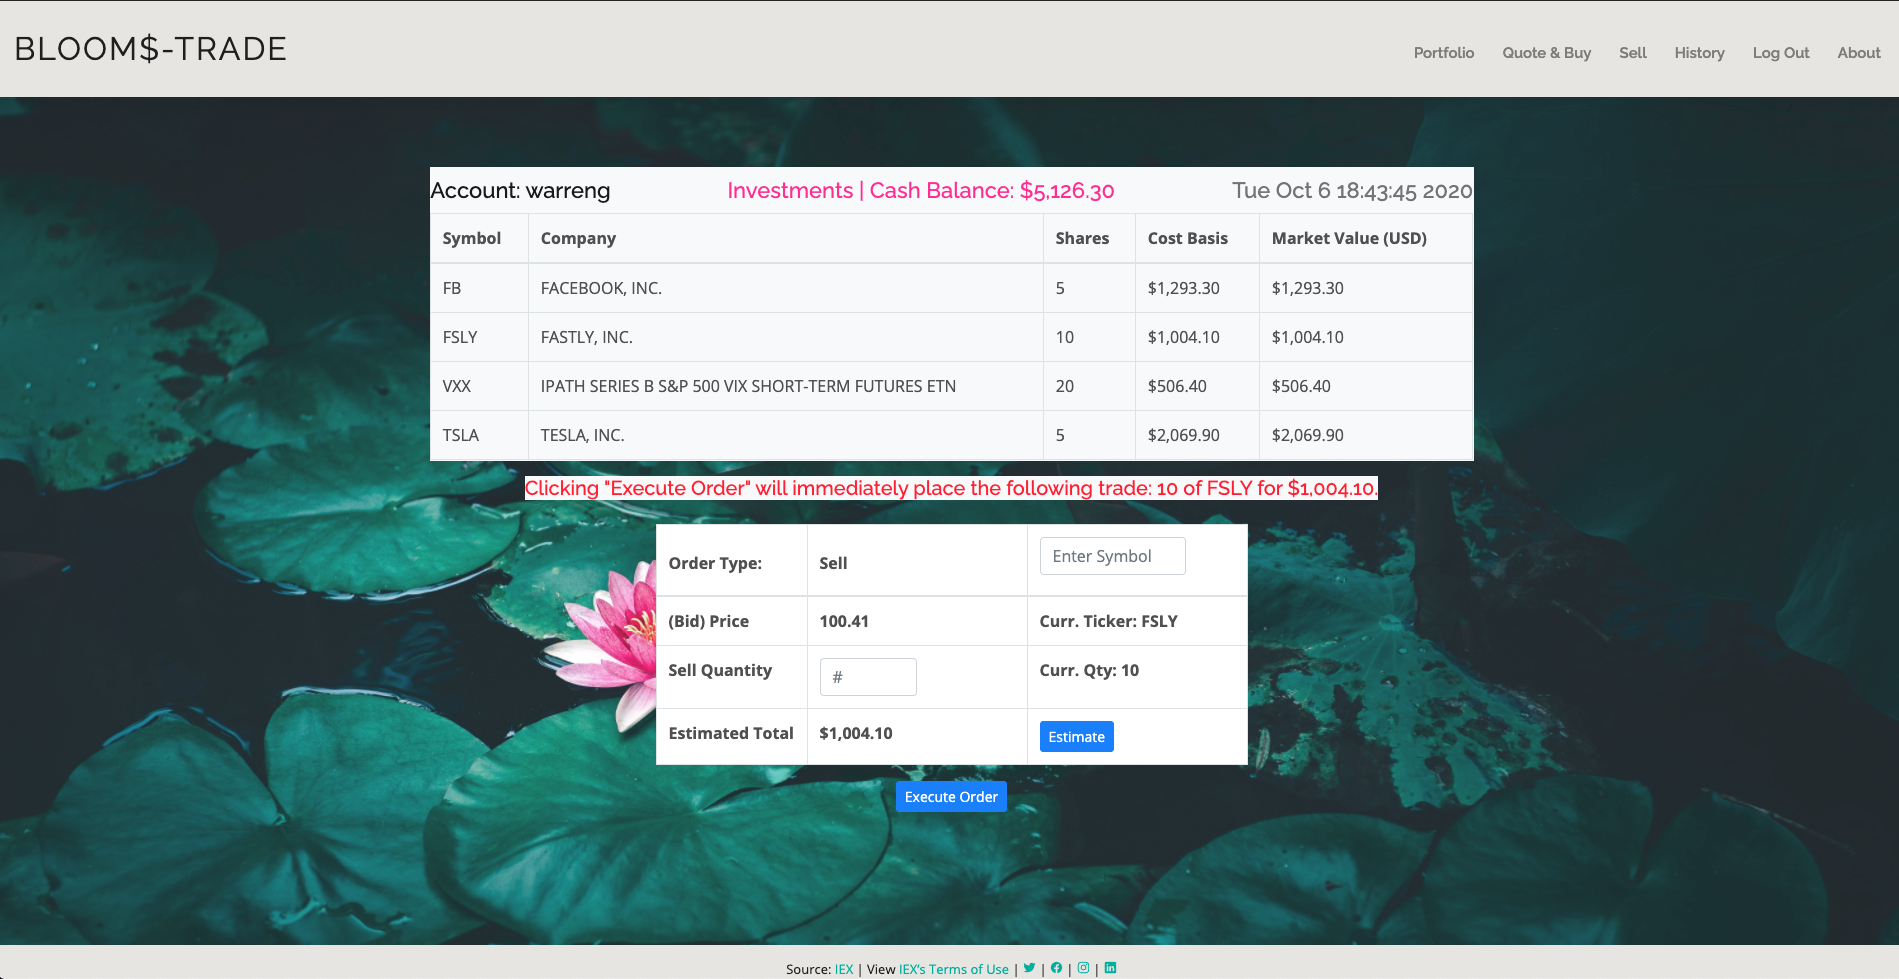 BLOOM$-TRADE
Portfolio Quote & Buy Sell History Log Out About
Account: warreng Investments | Cash Balance: $5,126.30 Tue Oct 6 18:43:45 2020
Symbol Company Shares Cost Basis Market Value (USD)
FB FACEBOOK, INC. 5 $1,293.30 $1,293.30
FSLY FASTLY, INC. 10 $1,004.10 $1,004.10
VXX IPATH SERIES B S&P 500 VIX SHORT-TERM FUTURES ETN 20 $506.40 $506.40
TSLA TESLA, INC. 5 $2,069.90 $2,069.90
Clicking "Execute Order" will immediately place the following trade: 10 of FSLY for $1,004.10.
Order Type: Sell Enter Symbol
(Bid) Price 100.41 Curr. Ticker: FSLY
Sell Quantity # Curr. Qty: 10
Estimated Total $1,004.10 Estimate
Execute Order
Source: IEX | View IEX's Terms of Use | | | |